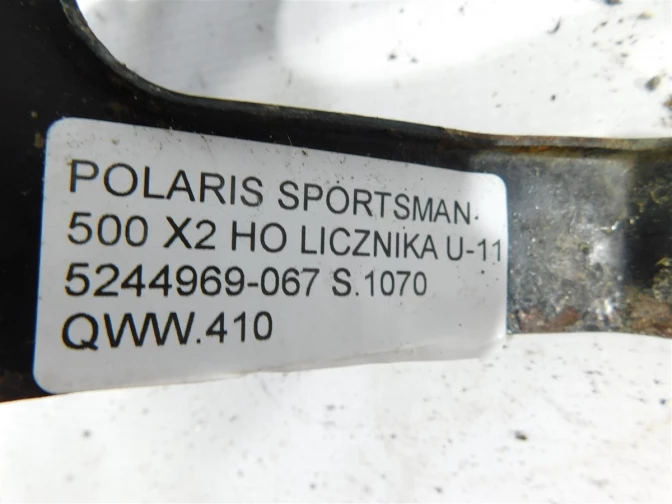 POLARIS SPORTSMAN.
500 X2 HO LICZNIKA U-11
5244969-067 S.1070
QWW.410